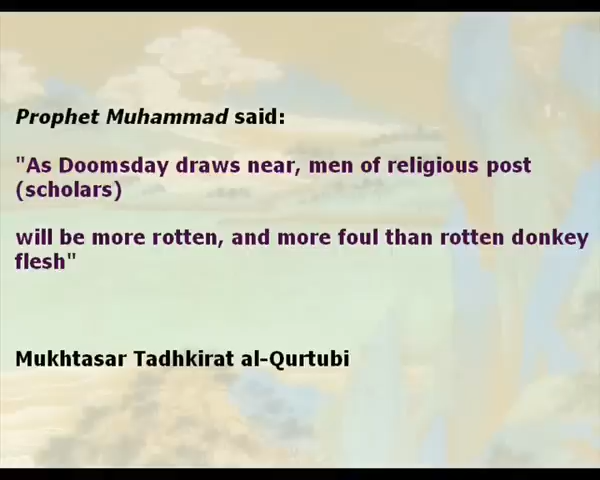 Prophet Muhammad said:
"As Doomsday draws near, men of religious post
(scholars)
will be more rotten, and more foul than rotten donkey
flesh"
Mukhtasar Tadhkirat al-Qurtubi